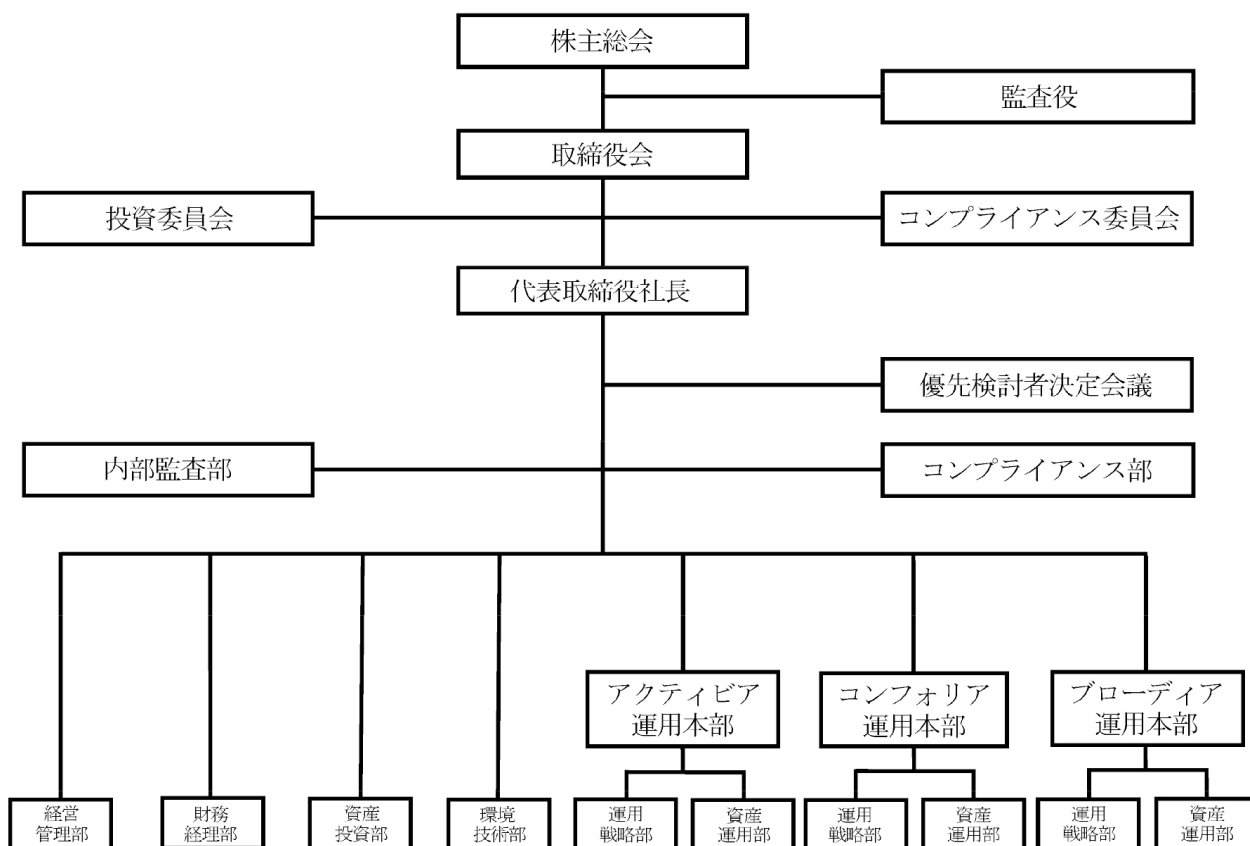 株主総会
監査役
取締役会
投資委員会
コンプライアンス委員会
代表取締役社長
優先検討者決定会議
内部監査部
コンプライアンス部
アクティビア
運用本部
コンフォリア
運用本部
ブローディア
運用本部
経営
管理部
財務
経理部
資産
投資部
環境
技術部
運用
戦略部
資産
運用部
運用
戦略部
資産
運用部
運用
戦略部
資産
運用部